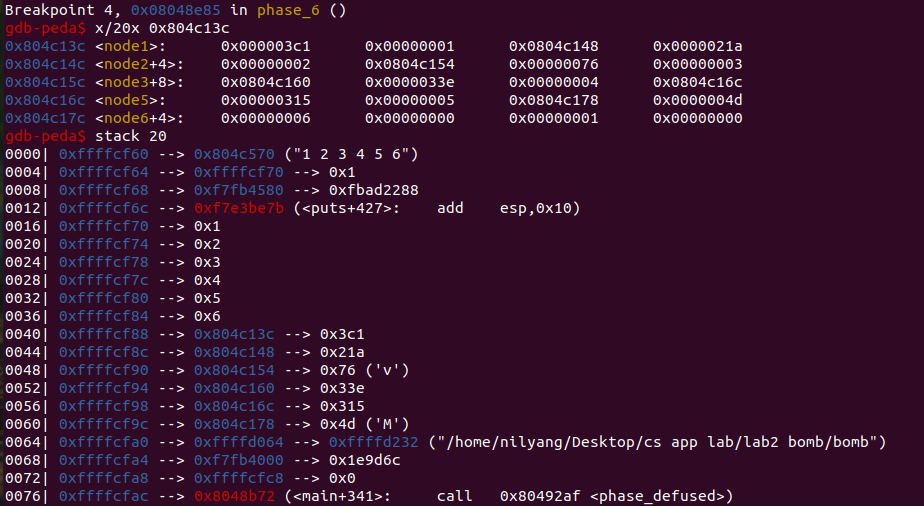 Breakpoint 4, 0x08048e85 in phase_6 ()
gdb-peda$ x/20x 0x804c13c
0x804c13c <node1>: 0x000003c1 0x00000001 0x0804c148 0x0000021a
0x804c14c <node2+4>: 0x00000002 0x0804c154 0x00000076 0x00000003
0x804c15c <node3+8>: 0x0804c160 0x0000033e 0x00000004 0x0804c16c
0x804c16c <node5>: 0x00000315 0x00000005 0x0804c178 0x0000004d
0x804c17c <node6+4>: 0x00000006 0x00000000 0x00000001 0x00000000
gdb-peda$ stack 20
0000| 0xffffcf60 --> 0x804c570 ("1 2 3 4 5 6")
0004| 0xffffcf64 --> 0xffffcf70 --> 0x1
0008| 0xffffcf68 --> 0xf7fb4580 --> 0xfbad2288
0012| 0xffffcf6c --> 0xf7e3be7b (<puts+427>: add esp,0x10)
0016| 0xffffcf70 --> 0x1
0020| 0xffffcf74 --> 0x2
0024| 0xffffcf78 --> 0x3
0028| 0xffffcf7c --> 0x4
0032| 0xffffcf80 --> 0x5
0036| 0xffffcf84 --> 0x6
0040| 0xffffcf88 --> 0x804c13c --> 0x3c1
0044| 0xffffcf8c --> 0x804c148 --> 0x21a
0048| 0xffffcf90 --> 0x804c154 --> 0x76 ('v')
0052| 0xffffcf94 --> 0x804c160 --> 0x33e
0056| 0xffffcf98 --> 0x804c16c --> 0x315
0060| 0xffffcf9c --> 0x804c178 --> 0x4d ('M')
0064| 0xffffcfa0 --> 0xffffd064 --> 0xffffd232 ("/home/nilyang/Desktop/cs app lab/lab2 bomb/bomb")
0068| 0xffffcfa4 --> 0xf7fb4000 --> 0x1e9d6c
0072| 0xffffcfa8 --> 0xffffcfc8 --> 0x0
0076| 0xffffcfac --> 0x8048b72 (<main+341>: call 0x80492af <phase_defused>)